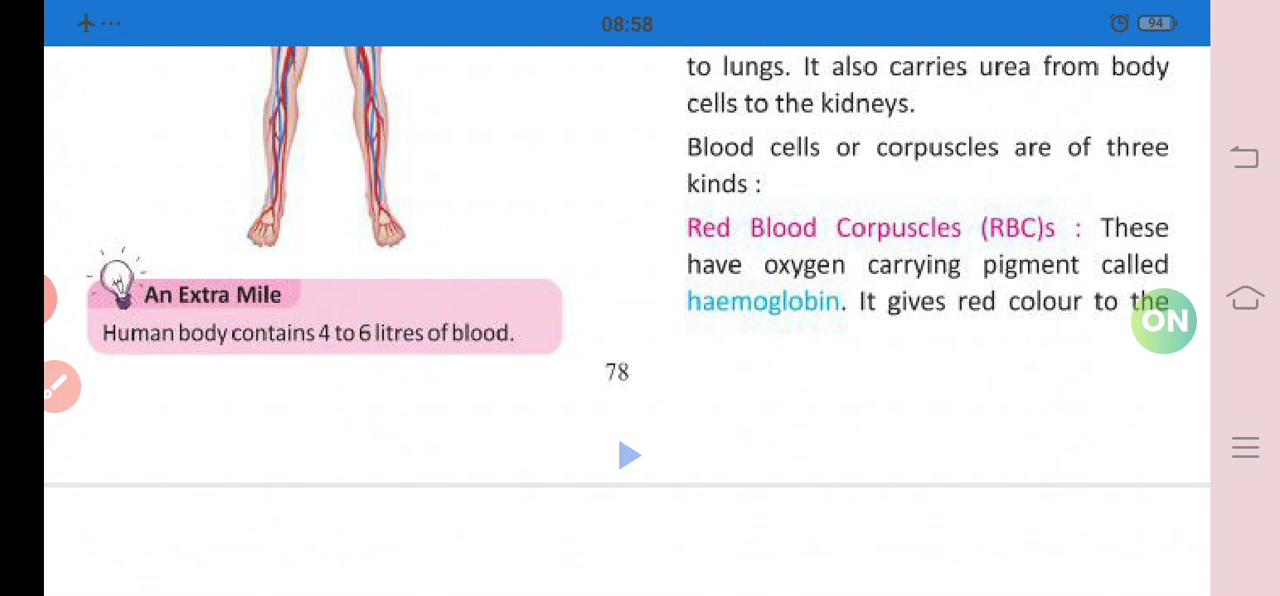 08:58
94
to lungs. It also carries urea from body
cells to the kidneys.
Blood cells or corpuscles are of three
kinds :
Red Blood Corpuscles (RBC)s : These
have oxygen carrying pigment called
haemoglobin. It gives red colour to the
ON
An Extra Mile
Human body contains 4 to 6 litres of blood.
78